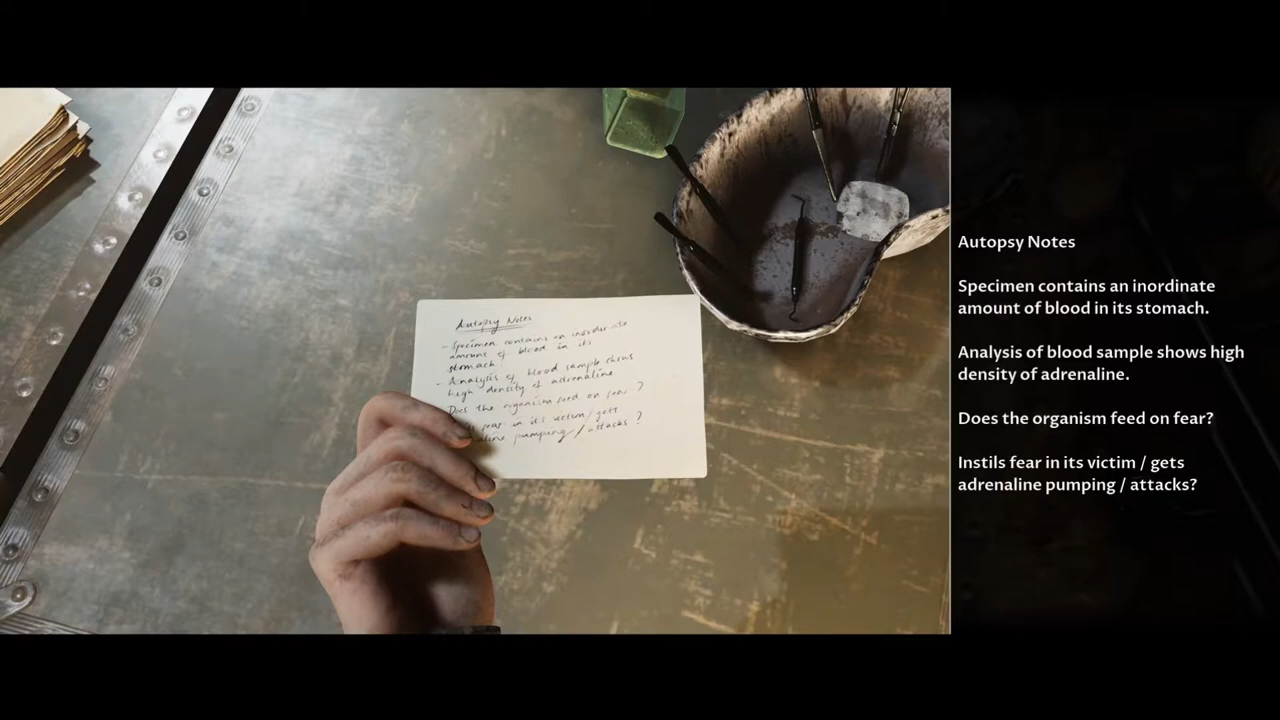 Autopsy Notes
- Specimen contains an inordinate
amount of blood in its
stomach.
- Analysis of blood sample shows
high density of adrenaline
Does the organism feed on fear?
fear in its victim/gets
aline pumping/attacks?
Autopsy Notes
Specimen contains an inordinate
amount of blood in its stomach.
Analysis of blood sample shows high
density of adrenaline.
Does the organism feed on fear?
Instils fear in its victim / gets
adrenaline pumping / attacks?